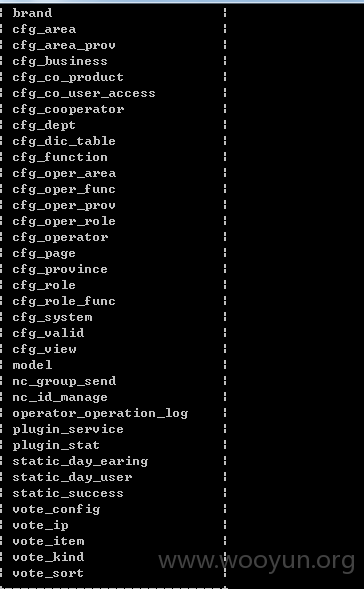 brand
cfg_area
cfg_area_prov
cfg_business
cfg_co_product
cfg_co_user_access
cfg_cooperator
cfg_dept
cfg_dic_table
cfg_function
cfg_oper_area
cfg_oper_func
cfg_oper_prov
cfg_oper_role
cfg_operator
cfg_page
cfg_province
cfg_role
cfg_role_func
cfg_system
cfg_valid
cfg_view
model
nc_group_send
nc_id_manage
operator_operation_log
plugin_service
plugin_stat
static_day_earing
static_day_user
static_success
vote_config
vote_ip
vote_item
vote_kind
vote_sort
www.wooyun.org